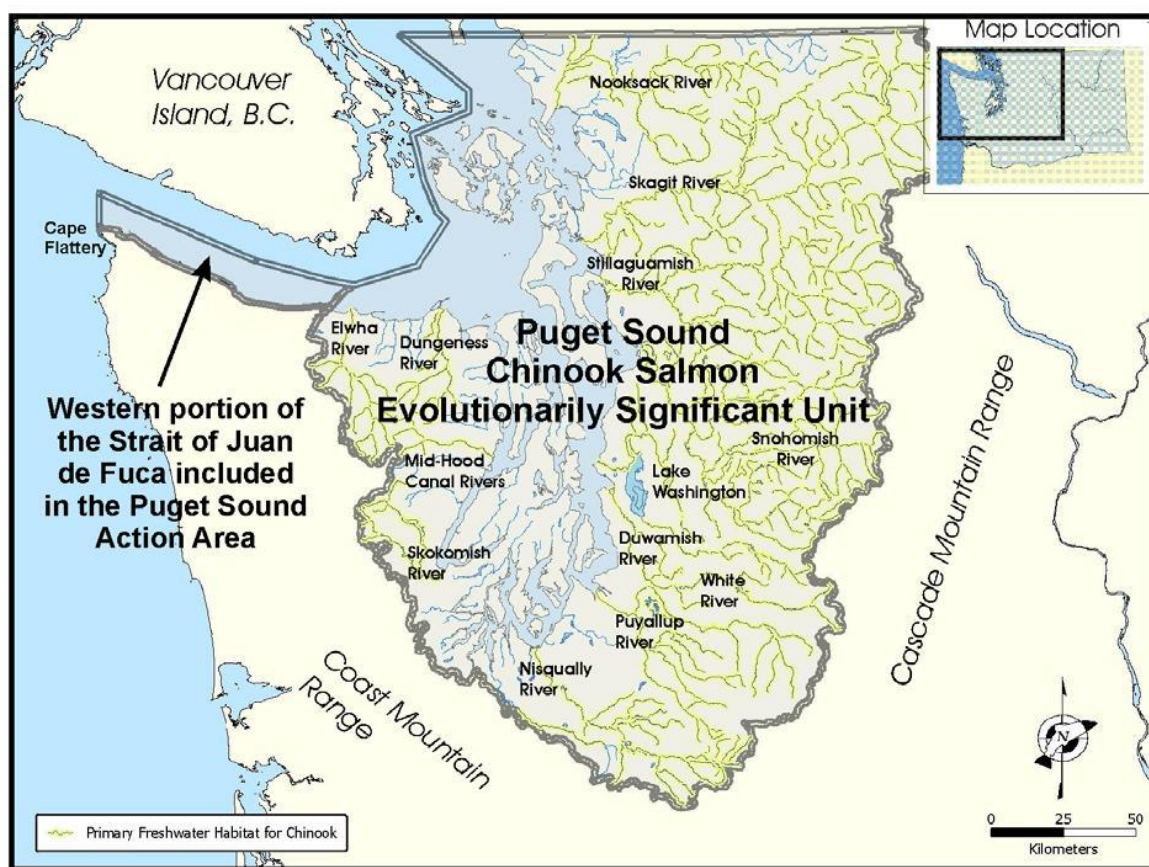 Map Location
Vancouver
Island, B.C.
Nooksack River
Skagit River
Cape
Flattery
Stillaguamish
River
Elwha
River
Dungeness
River
Puget Sound
Chinook Salmon
Evolutionarily Significant Unit
Western portion of
the Strait of Juan
de Fuca included
in the Puget Sound
Action Area
Mid-Hood
Canal Rivers
Lake
Washington
Snohomish
River
Skokomish
River
Duwamish
River
White
River
Puyallup
River
Nisqually
River
Coast Mountain
Range
Cascade Mountain Range
N
Primary Freshwater Habitat for Chinook
0 25 50
Kilometers